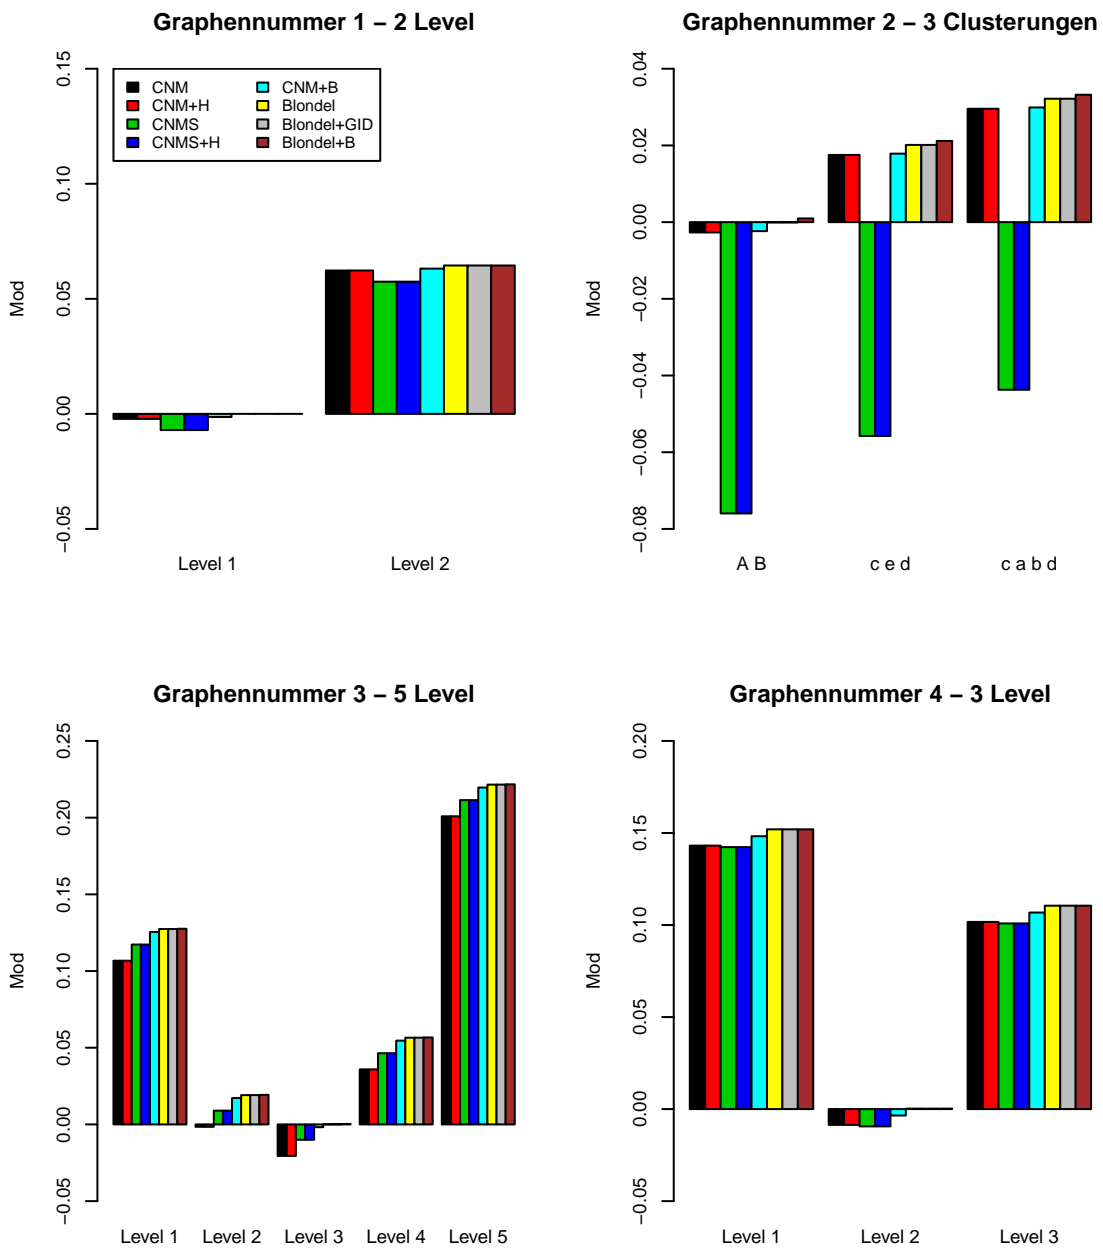 Graphennummer 1 − 2 Level
Mod
0.15
0.10
0.05
0.00
−0.05
CNM
CNM+H
CNMS
CNMS+H
CNM+B
Blondel
Blondel+GID
Blondel+B
Level 1
Level 2
Graphennummer 2 − 3 Clusterungen
Mod
0.04
0.02
0.00
−0.02
−0.04
−0.06
−0.08
A B
c e d
c a b d
Graphennummer 3 − 5 Level
Mod
0.25
0.20
0.15
0.10
0.05
0.00
−0.05
Level 1
Level 2
Level 3
Level 4
Level 5
Graphennummer 4 − 3 Level
Mod
0.20
0.15
0.10
0.05
0.00
−0.05
Level 1
Level 2
Level 3